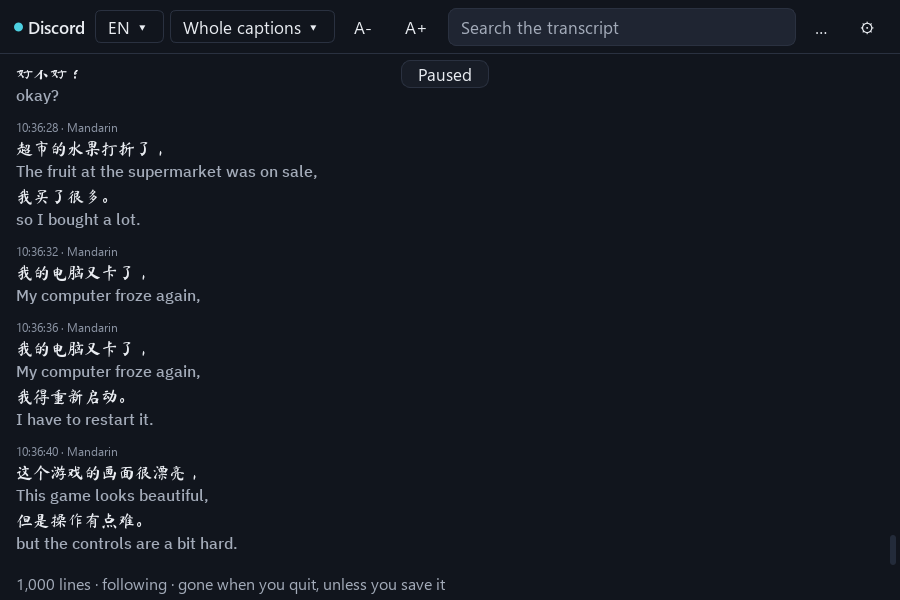 Discord EN ▼ Whole captions ▼ A- A+ Search the transcript ... ⚙
Paused
好不好？
okay?
10:36:28 · Mandarin
超市的水果打折了，
The fruit at the supermarket was on sale,
我买了很多。
so I bought a lot.
10:36:32 · Mandarin
我的电脑又卡了，
My computer froze again,
10:36:36 · Mandarin
我的电脑又卡了，
My computer froze again,
我得重新启动。
I have to restart it.
10:36:40 · Mandarin
这个游戏的画面很漂亮，
This game looks beautiful,
但是操作有点难。
but the controls are a bit hard.
1,000 lines · following · gone when you quit, unless you save it